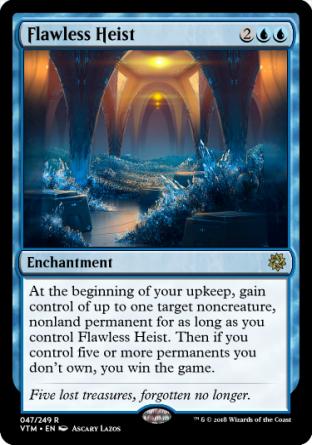 Flawless Heist 2
Enchantment
At the beginning of your upkeep, gain
control of up to one target noncreature,
nonland permanent for as long as you
control Flawless Heist. Then if you
control five or more permanents you
don't own, you win the game.
Five lost treasures, forgotten no longer.
047/249 R
VTM • EN Ascary Lazos
™ & © 2018 Wizards of the Coast